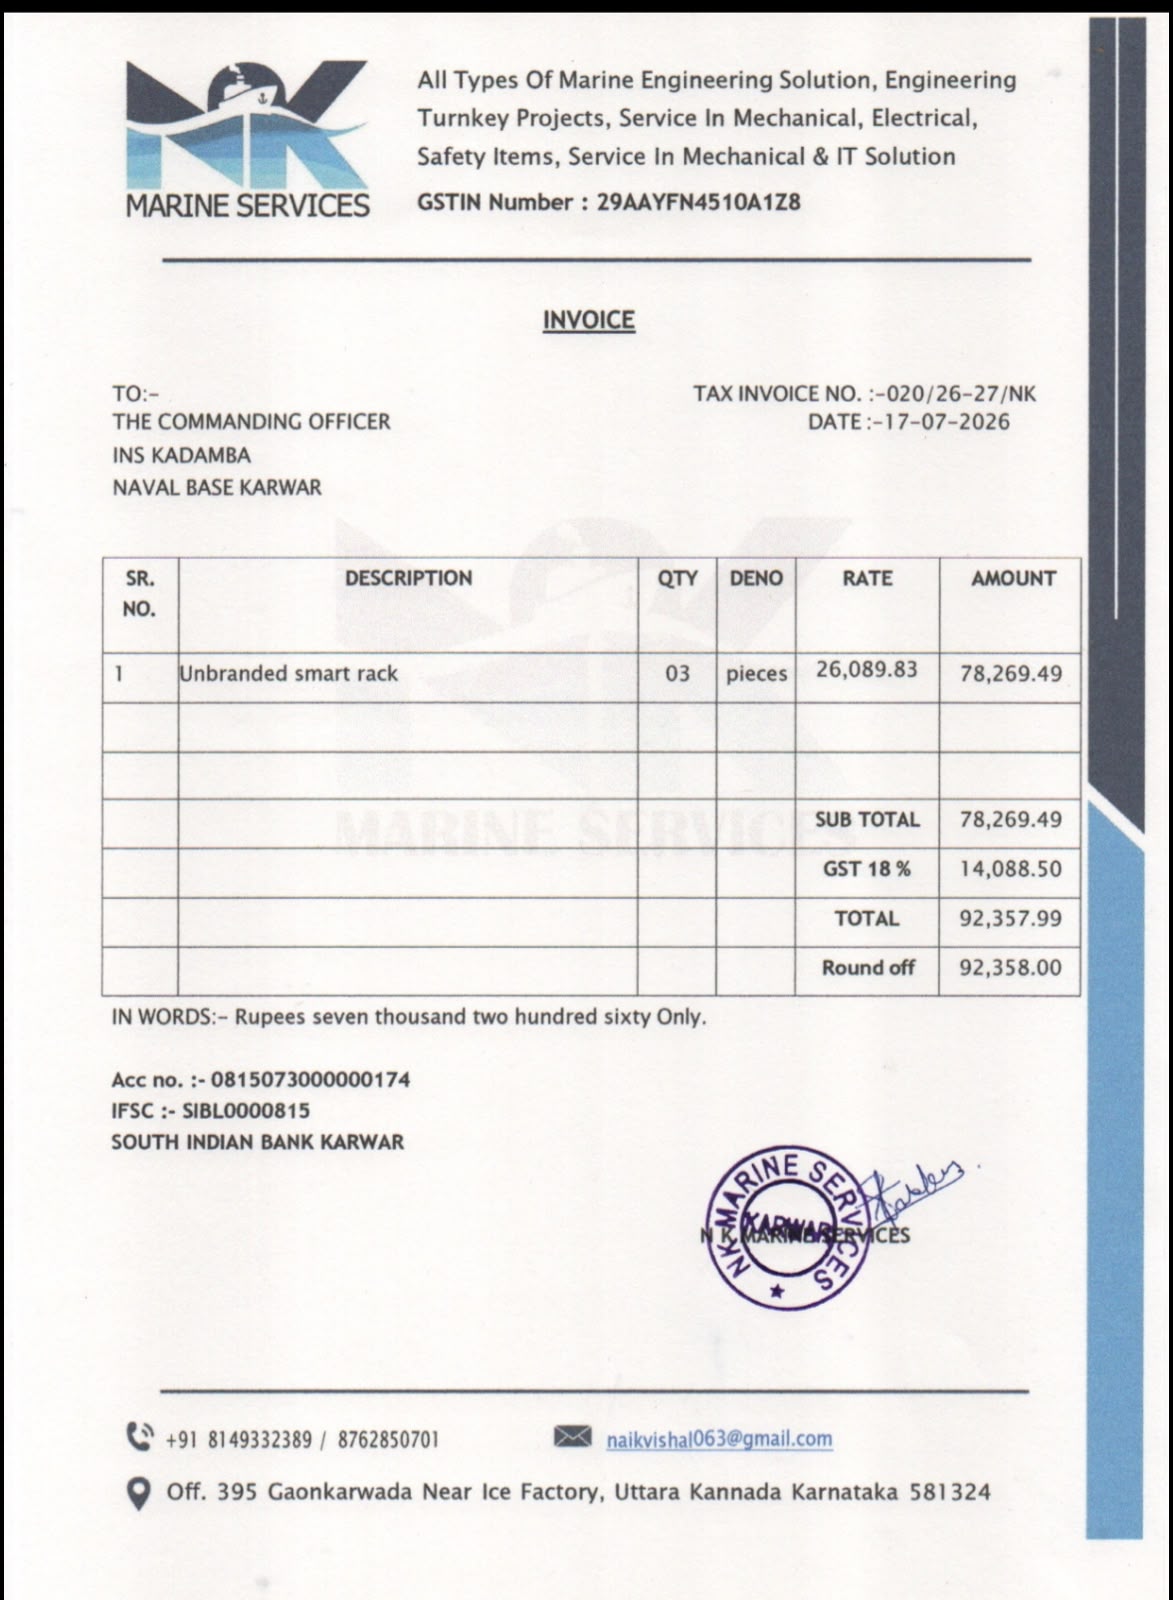 NK
MARINE SERVICES
All Types Of Marine Engineering Solution, Engineering
Turnkey Projects, Service In Mechanical, Electrical,
Safety Items, Service In Mechanical & IT Solution
GSTIN Number : 29AAYFN4510A1Z8
INVOICE
TO:-
THE COMMANDING OFFICER
INS KADAMBA
NAVAL BASE KARWAR
TAX INVOICE NO. :-020/26-27/NK
DATE :-17-07-2026
SR. NO. DESCRIPTION QTY DENO RATE AMOUNT
1 Unbranded smart rack 03 pieces 26,089.83 78,269.49
SUB TOTAL 78,269.49
GST 18 % 14,088.50
TOTAL 92,357.99
Round off 92,358.00
MARINE SERVICES
IN WORDS:- Rupees seven thousand two hundred sixty Only.
Acc no. :- 0815073000000174
IFSC :- SIBL0000815
SOUTH INDIAN BANK KARWAR
NK MARINE SERVICES
KARWAR
N K MARINE SERVICES
+91 8149332389 / 8762850701
naikvishal063@gmail.com
Off. 395 Gaonkarwada Near Ice Factory, Uttara Kannada Karnataka 581324